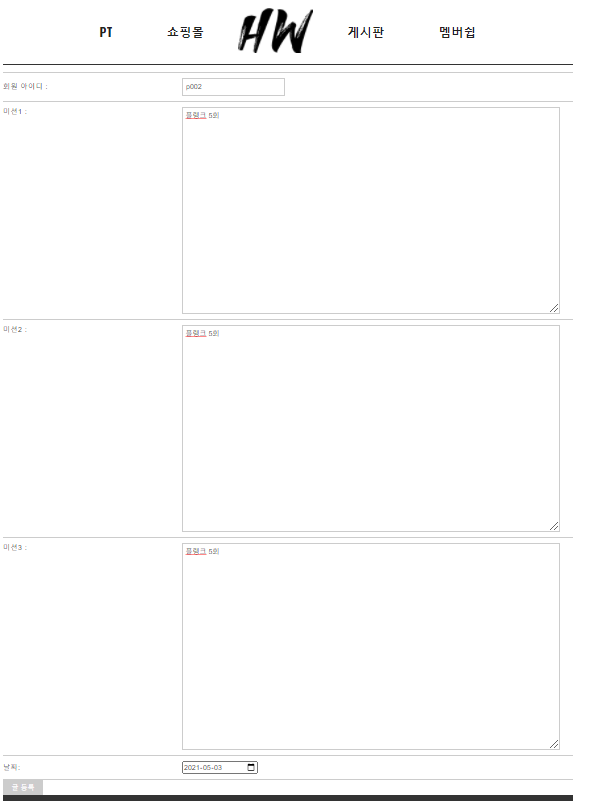 PT 쇼핑몰 HW 게시판 멤버쉽
회원 아이디 : p002
미션1 : 플랭크 5회
미션2 : 플랭크 5회
미션3 : 플랭크 5회
날짜: 2021-05-03
글 등록